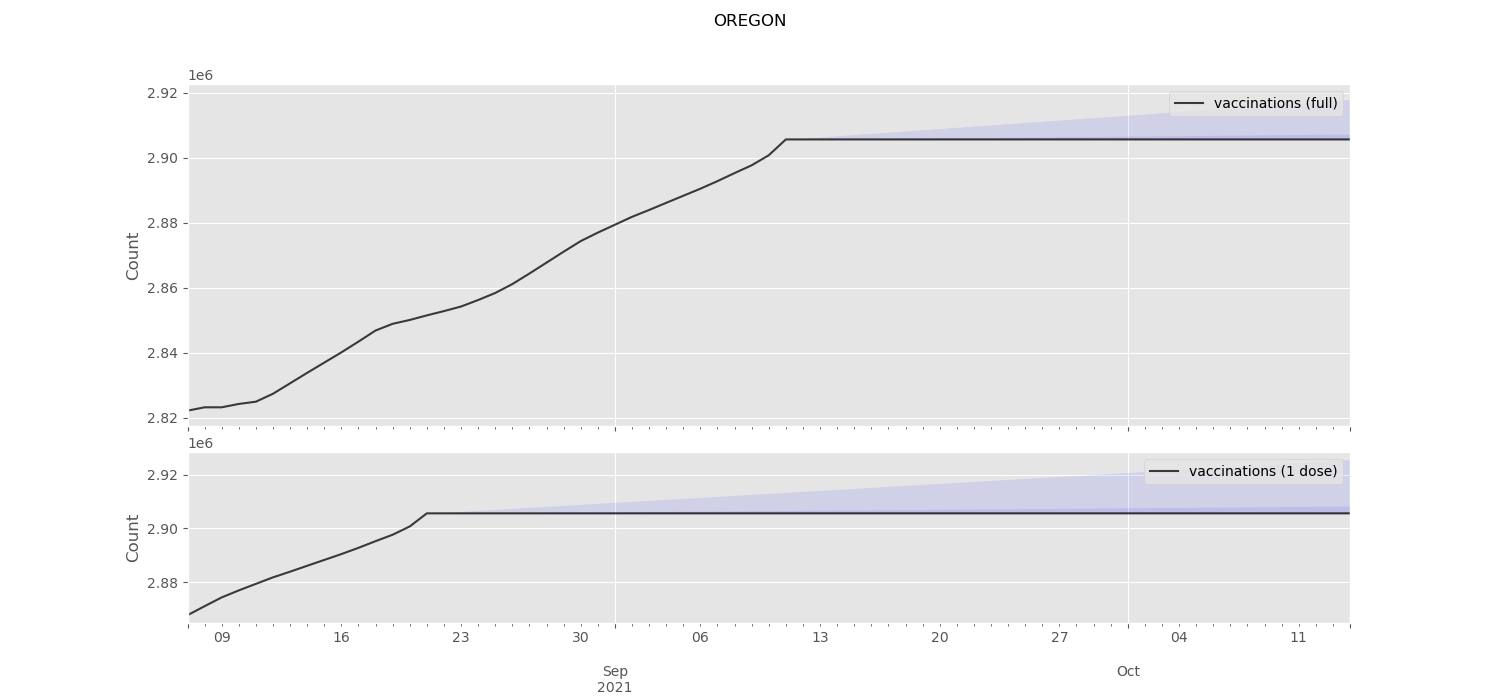 OREGON
1e6
2.92
2.90
2.88
2.86
2.84
2.82
Count
vaccinations (full)
1e6
2.92
2.90
2.88
Count
vaccinations (1 dose)
09 16 23 30 06 13 20 27 04 11
Sep Oct
2021